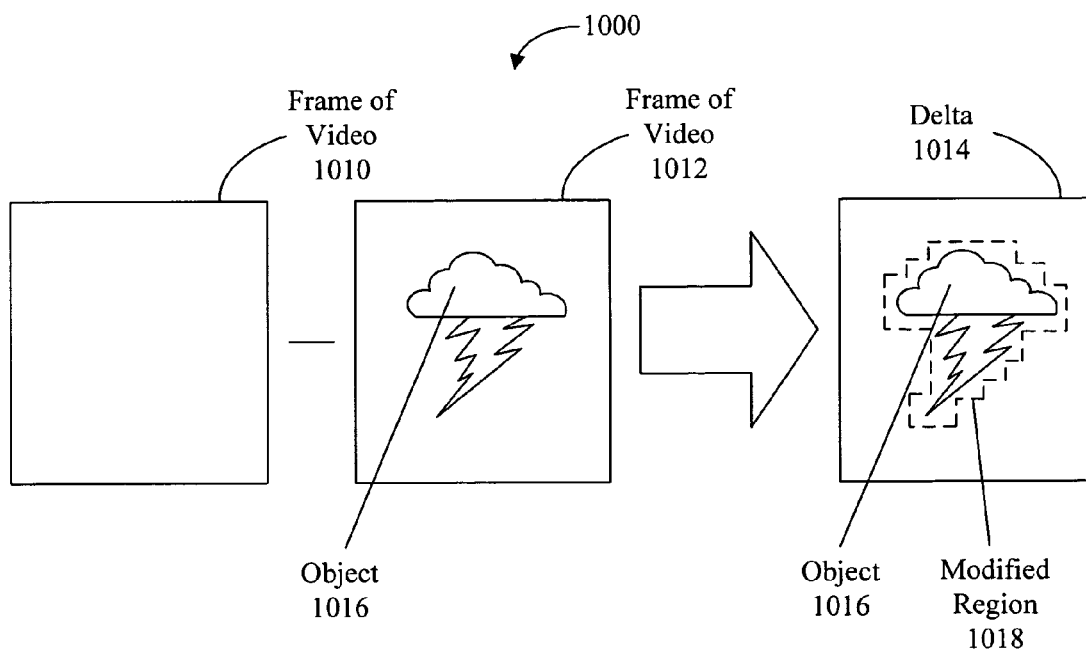 1000
Frame of
Video
1010
Frame of
Video
1012
Delta
1014
Object
1016
Object
1016
Modified
Region
1018